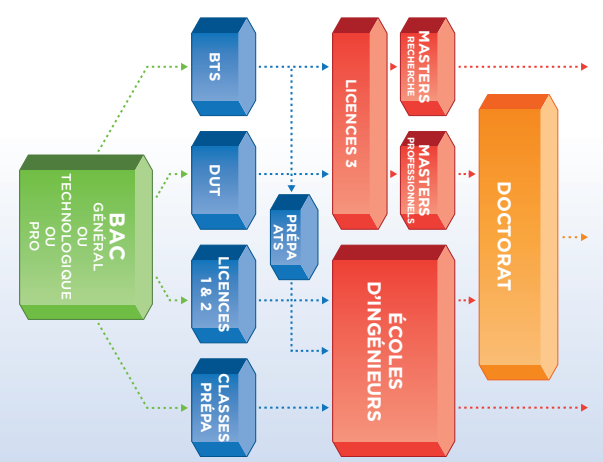 BAC
GÉNÉRAL
OU
TECHNOLOGIQUE
OU
PRO
BTS
DUT
LICENCES
1 & 2
CLASSES
PRÉPA
PRÉPA
ATS
LICENCES 3
ÉCOLES
D'INGÉNIEURS
MASTERS
RECHERCHE
MASTERS
PROFESSIONNELS
DOCTORAT